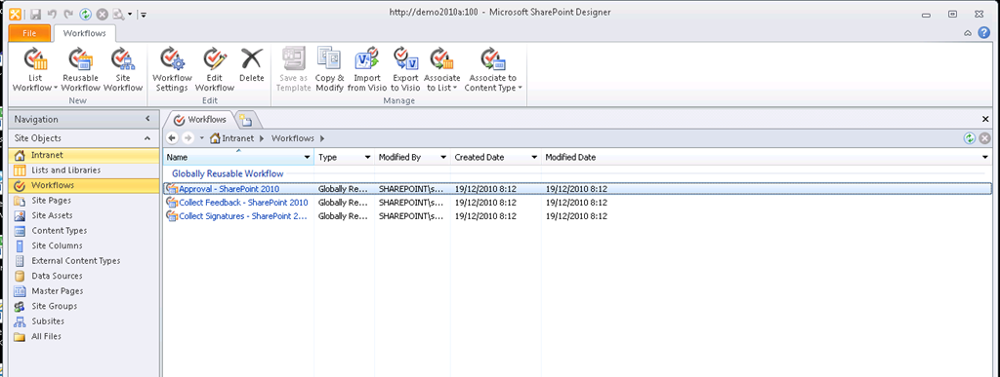 http://demo2010a:100 - Microsoft SharePoint Designer
File Workflows
List Workflow
Reusable Workflow
Site Workflow
Workflow Settings
Edit Workflow
Delete
Save as Template
Copy & Modify
Import from Visio
Export to Visio
Associate to List
Associate to Content Type
New Edit Manage
Navigation
Workflows
Site Objects
Intranet Workflows
Intranet
Name Type Modified By Created Date Modified Date
Lists and Libraries
Globally Reusable Workflow
Workflows
Approval - SharePoint 2010 Globally Re... SHAREPOINT\s... 19/12/2010 8:12 19/12/2010 8:12
Site Pages
Collect Feedback - SharePoint 2010 Globally Re... SHAREPOINT\s... 19/12/2010 8:12 19/12/2010 8:12
Site Assets
Collect Signatures - SharePoint 2... Globally Re... SHAREPOINT\s... 19/12/2010 8:12 19/12/2010 8:12
Content Types
Site Columns
External Content Types
Data Sources
Master Pages
Site Groups
Subsites
All Files